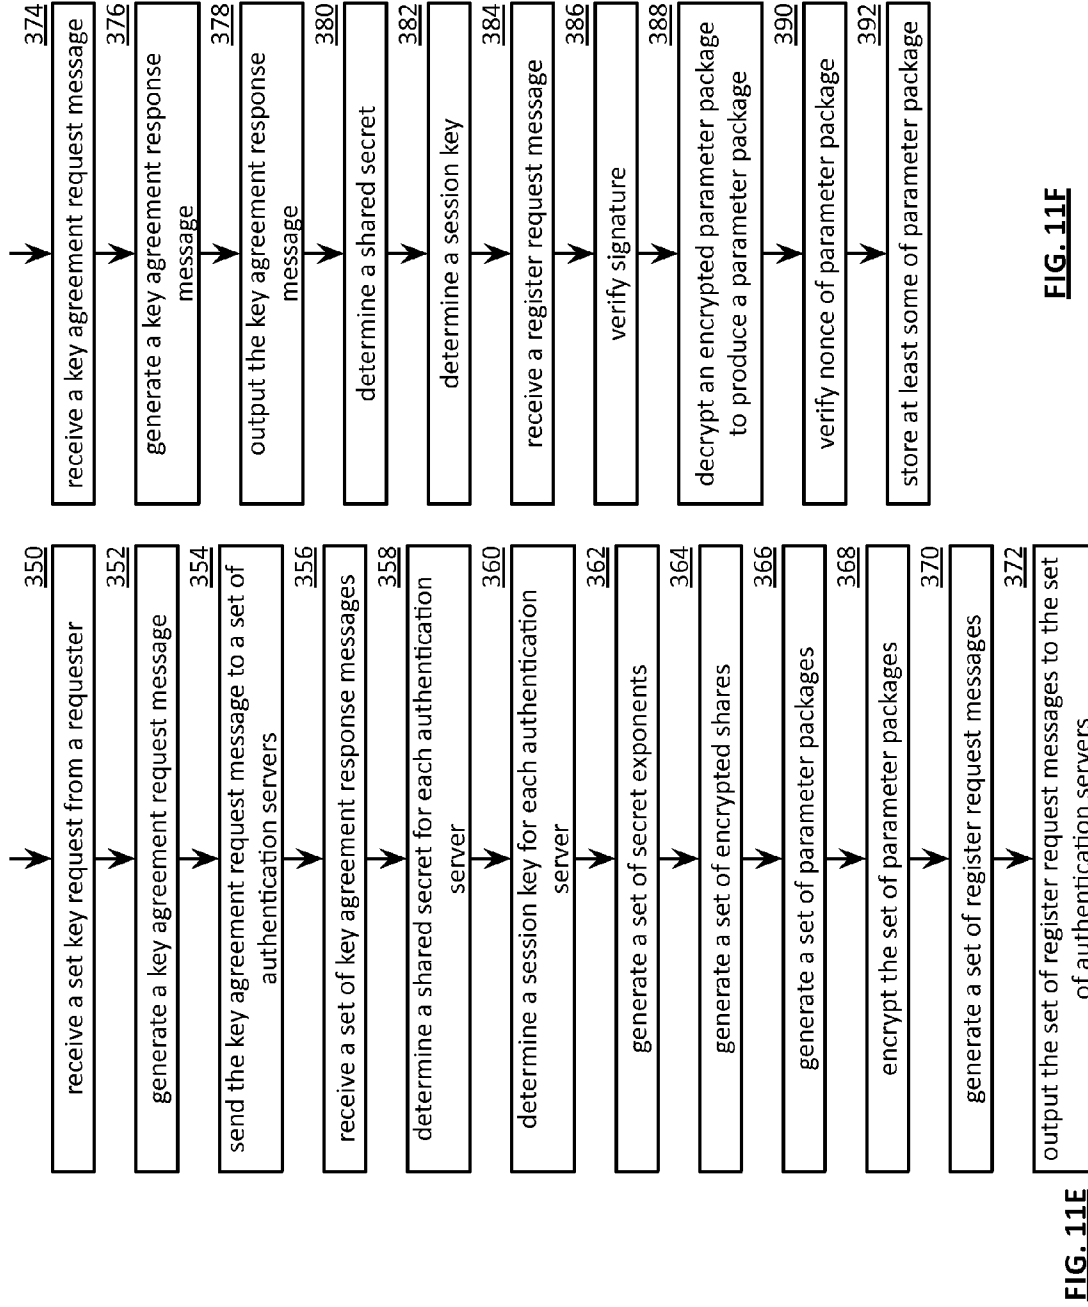 350
receive a set key request from a requester
352
generate a key agreement request message
354
send the key agreement request message to a set of
authentication servers
356
receive a set of key agreement response messages
358
determine a shared secret for each authentication
server
360
determine a session key for each authentication
server
362
generate a set of secret exponents
364
generate a set of encrypted shares
366
generate a set of parameter packages
368
encrypt the set of parameter packages
370
generate a set of register request messages
372
output the set of register request messages to the set
of authentication servers
FIG. 11E
374
receive a key agreement request message
376
generate a key agreement response
message
378
output the key agreement response
message
380
determine a shared secret
382
determine a session key
384
receive a register request message
386
verify signature
388
decrypt an encrypted parameter package
to produce a parameter package
390
verify nonce of parameter package
392
store at least some of parameter package
FIG. 11F